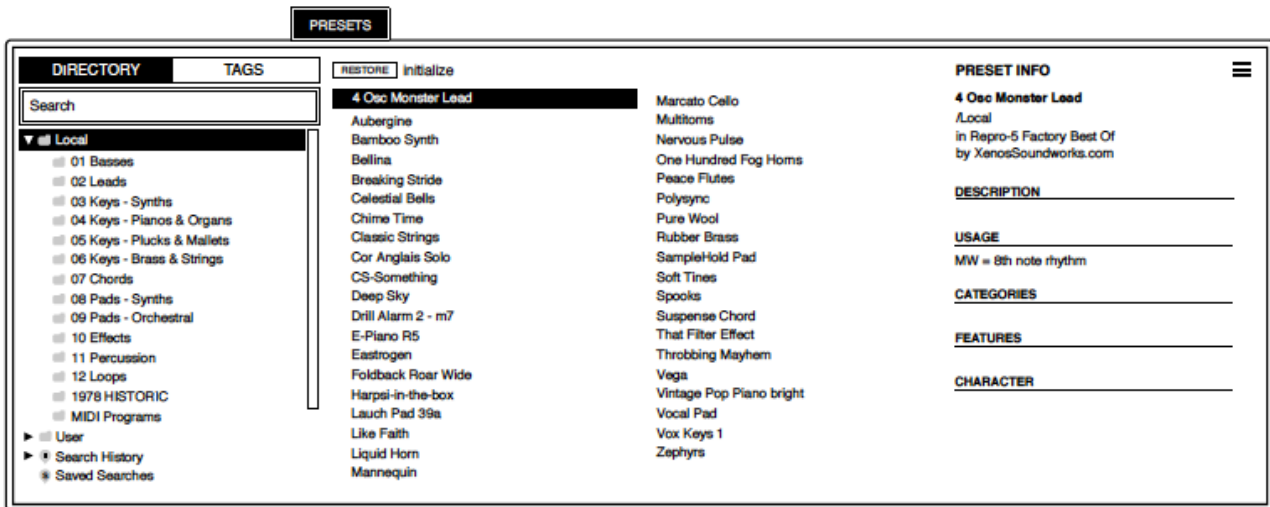 PRESETS
DIRECTORY TAGS
Search
Local
01 Basses
02 Leads
03 Keys - Synths
04 Keys - Pianos & Organs
05 Keys - Plucks & Mallets
06 Keys - Brass & Strings
07 Chords
08 Pads - Synths
09 Pads - Orchestral
10 Effects
11 Percussion
12 Loops
1978 HISTORIC
MIDI Programs
User
Search History
Saved Searches
RESTORE initialize
4 Osc Monster Lead
Aubergine
Bamboo Synth
Bellina
Breaking Stride
Celestial Bells
Chime Time
Classic Strings
Cor Anglais Solo
CS-Something
Deep Sky
Drill Alarm 2 - m7
E-Piano R5
Eastrogen
Foldback Roar Wide
Harpsi-in-the-box
Lauch Pad 39a
Like Faith
Liquid Horn
Mannequin
Marcato Cello
Multitoms
Nervous Pulse
One Hundred Fog Horns
Peace Flutes
Polysync
Pure Wool
Rubber Brass
SampleHold Pad
Soft Tines
Spooks
Suspense Chord
That Filter Effect
Throbbing Mayhem
Vega
Vintage Pop Piano bright
Vocal Pad
Vox Keys 1
Zephyrs
PRESET INFO
4 Osc Monster Lead
/Local
in Repro-5 Factory Best Of
by XenosSoundworks.com
DESCRIPTION
USAGE
MW = 8th note rhythm
CATEGORIES
FEATURES
CHARACTER